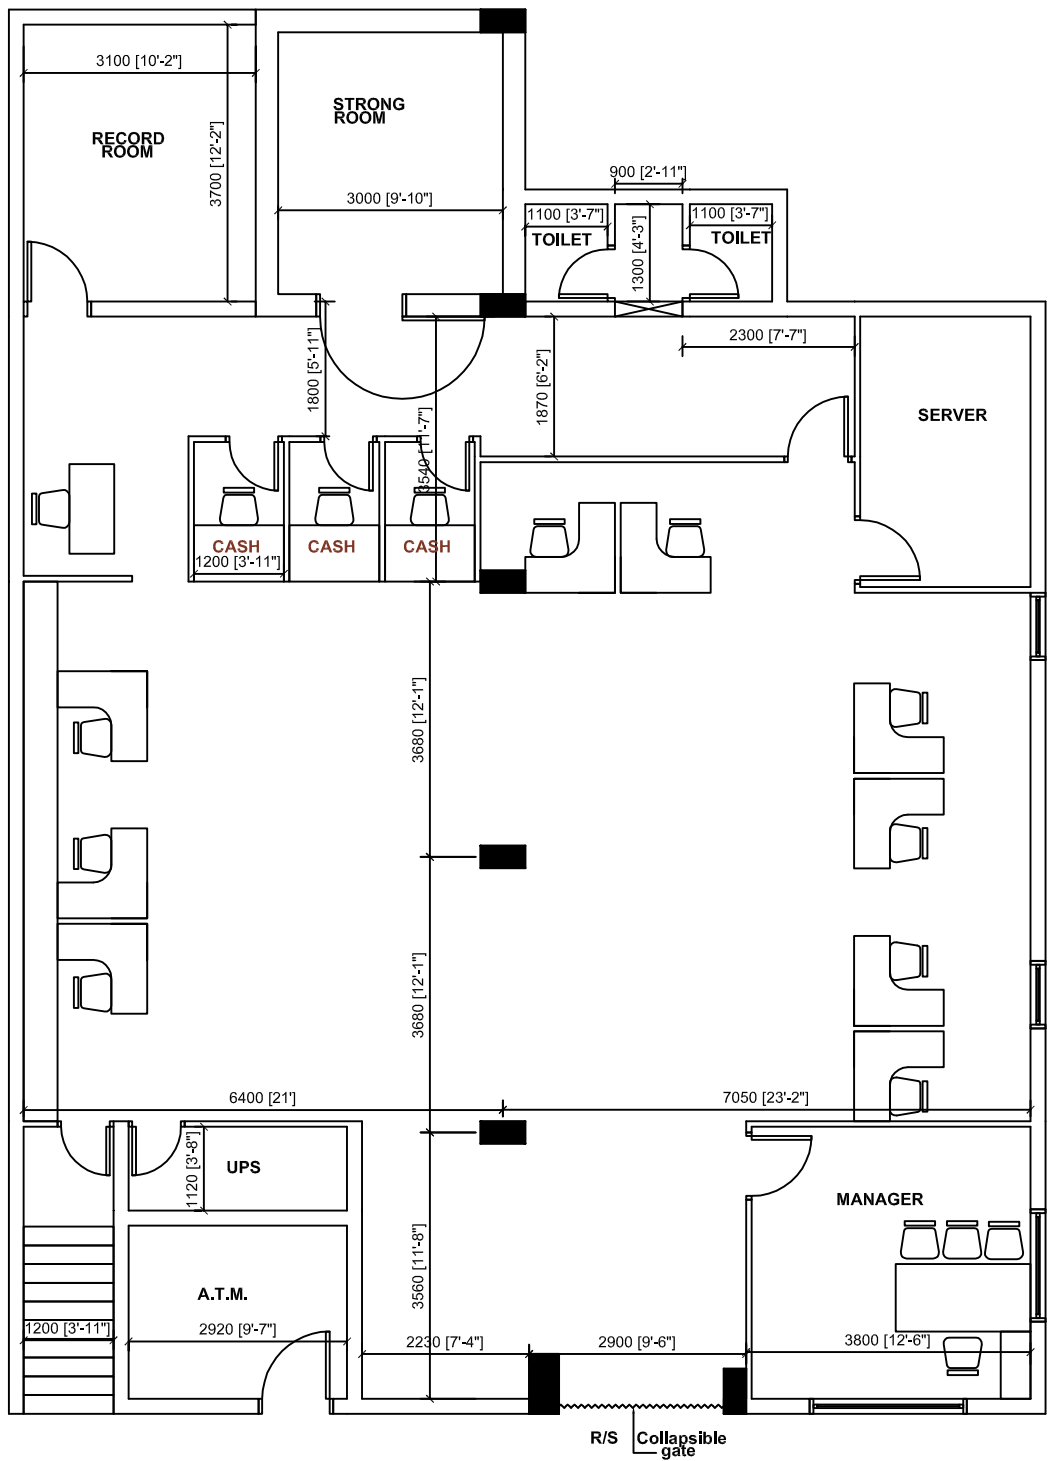 3100 [10'-2"]
STRONG
ROOM
RECORD
ROOM
3700 [12'-2"]
900 [2'-11"]
3000 [9'-10"]
1100 [3'-7"]
1100 [3'-7"]
TOILET
TOILET
1300 [4'-3"]
2300 [7'-7"]
1800 [5'-11"]
1870 [6'-2"]
SERVER
3540 [11'-7"]
CASH
CASH
CASH
1200 [3'-11"]
3680 [12'-1"]
3680 [12'-1"]
6400 [21']
7050 [23'-2"]
1120 [3'-8"]
UPS
MANAGER
3560 [11'-8"]
A.T.M.
1200 [3'-11"]
2920 [9'-7"]
2230 [7'-4"]
2900 [9'-6"]
3800 [12'-6"]
R/S Collapsible
gate